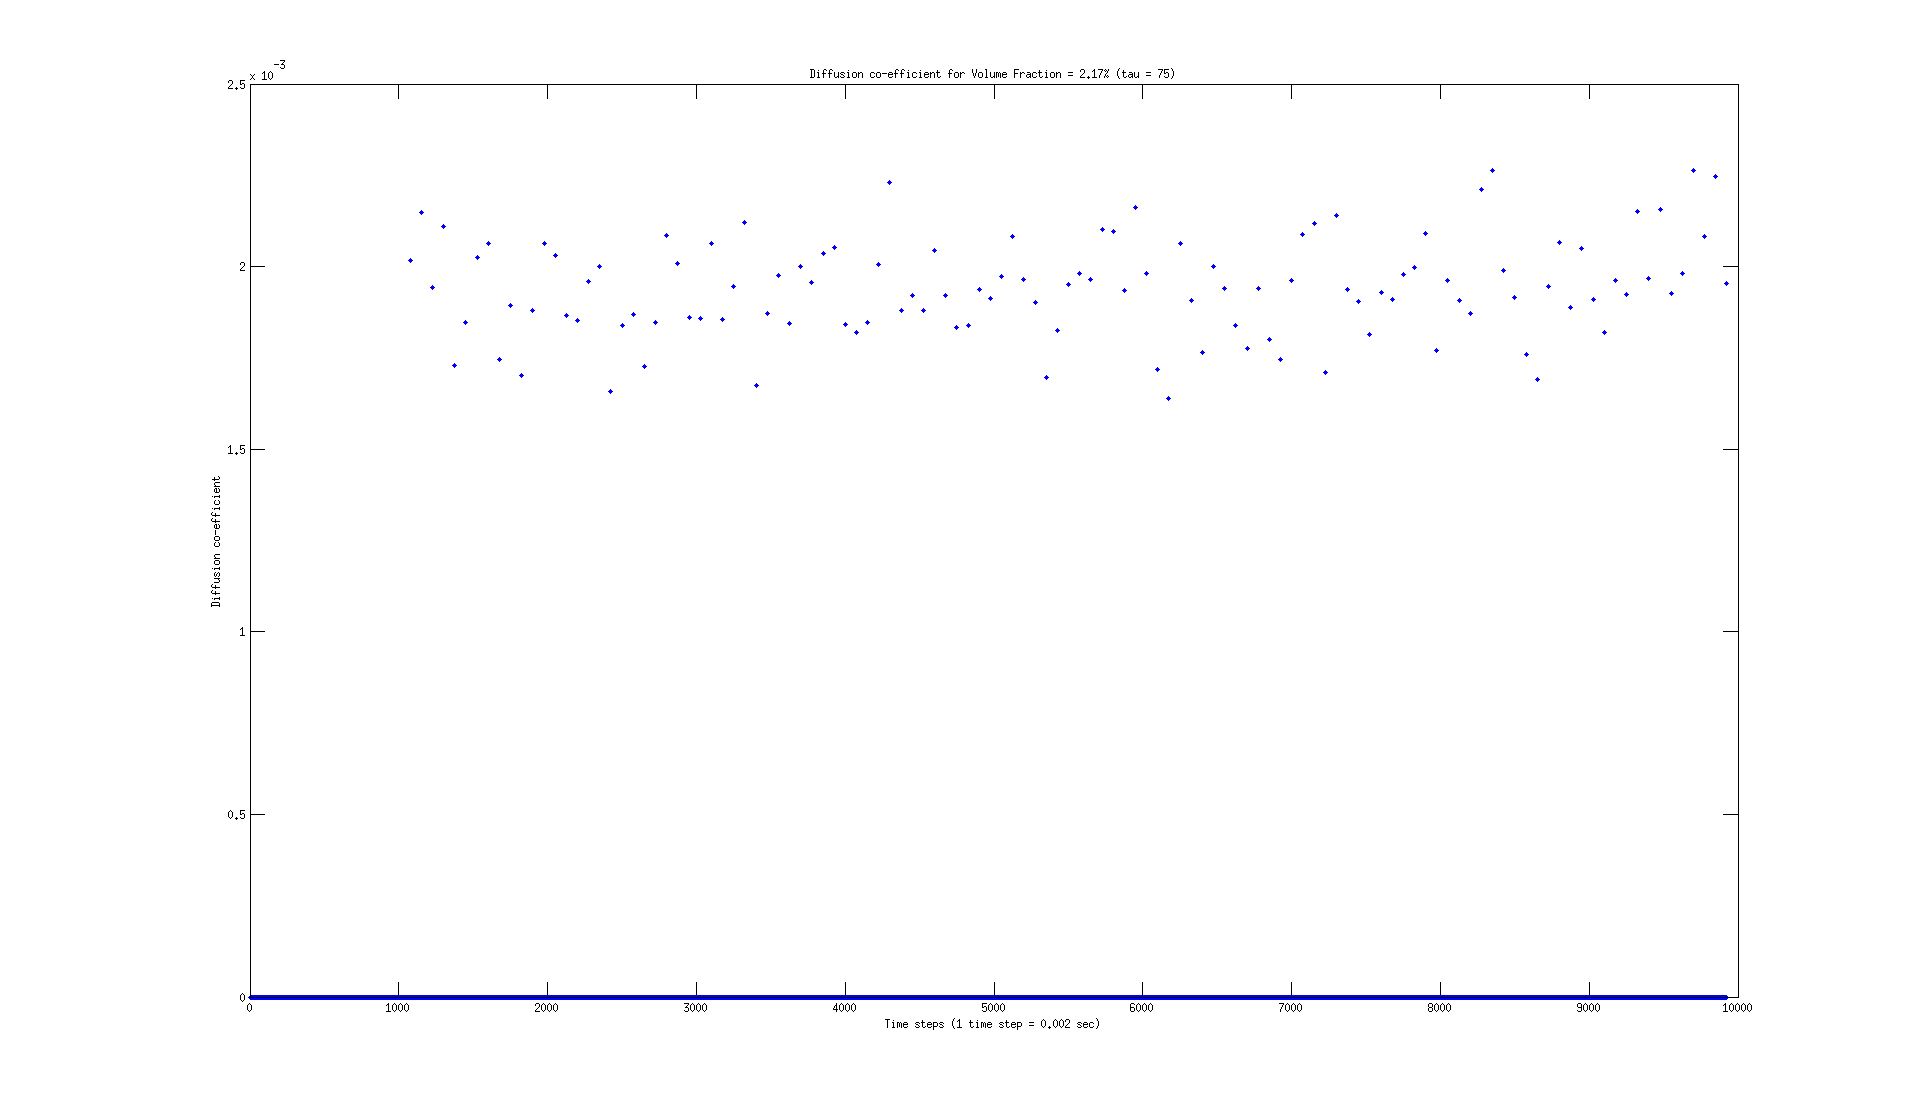 Diffusion co-efficient for Volume Fraction = 2.17% (tau = 75)
x 10^-3
2.5
2
1.5
1
0.5
0
Diffusion co-efficient
0 1000 2000 3000 4000 5000 6000 7000 8000 9000 10000
Time steps (1 time step = 0.002 sec)